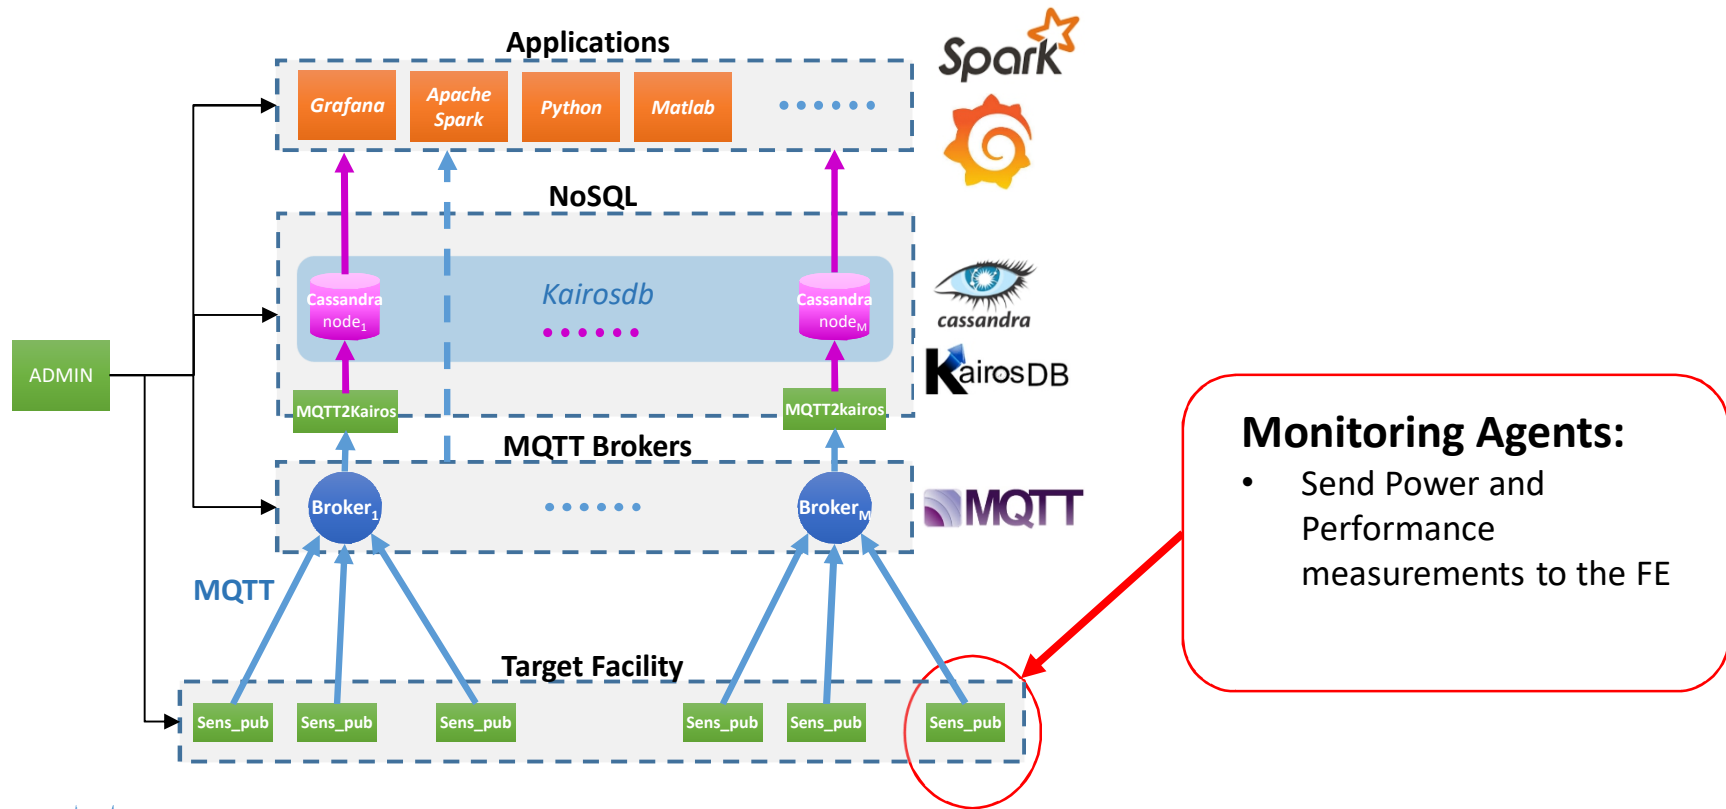 Applications
Grafana
Apache
Spark
Python
Matlab
Spark
NoSQL
Kairosdb
Cassandra
node1
Cassandra
nodeM
cassandra
KairosDB
ADMIN
MQTT2Kairos
MQTT2kairos
MQTT Brokers
Broker1
BrokerM
MQTT
MQTT
Target Facility
Sens_pub
Sens_pub
Sens_pub
Sens_pub
Sens_pub
Sens_pub
Monitoring Agents:
• Send Power and
Performance
measurements to the FE